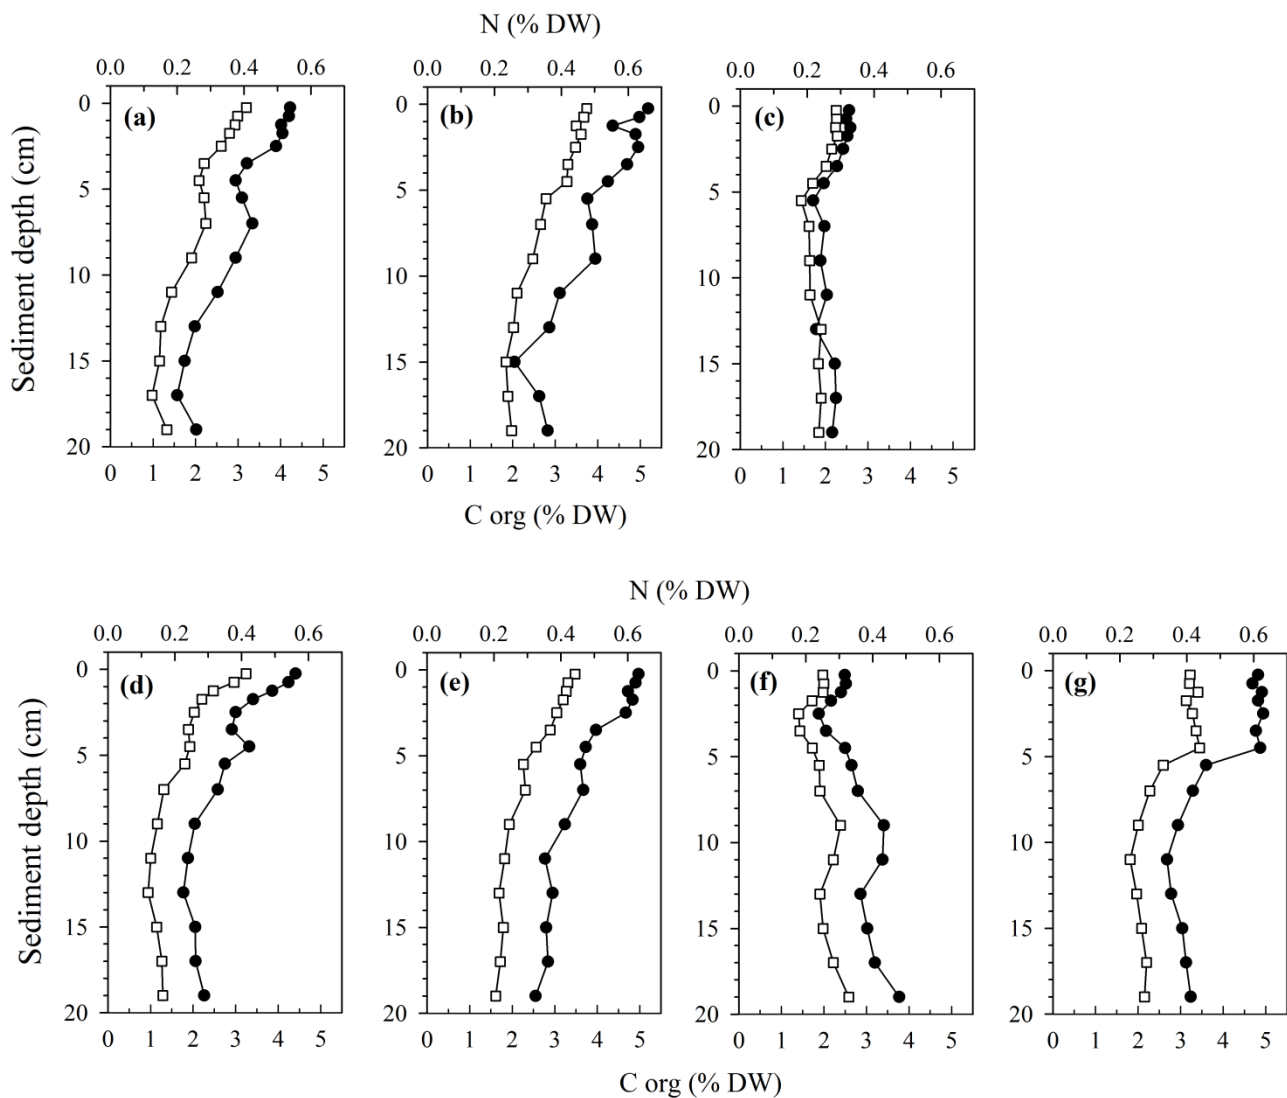 N (% DW)
0.0 0.2 0.4 0.6 0.0 0.2 0.4 0.6 0.0 0.2 0.4 0.6
Sediment depth (cm)
0 0 0
(a) (b) (c)
5 5 5
10 10 10
15 15 15
20 20 20
0 1 2 3 4 5 0 1 2 3 4 5 0 1 2 3 4 5
C org (% DW)
N (% DW)
0.0 0.2 0.4 0.6 0.0 0.2 0.4 0.6 0.0 0.2 0.4 0.6 0.0 0.2 0.4 0.6
Sediment depth (cm)
0 0 0 0
(d) (e) (f) (g)
5 5 5 5
10 10 10 10
15 15 15 15
20 20 20 20
0 1 2 3 4 5 0 1 2 3 4 5 0 1 2 3 4 5 0 1 2 3 4 5
C org (% DW)